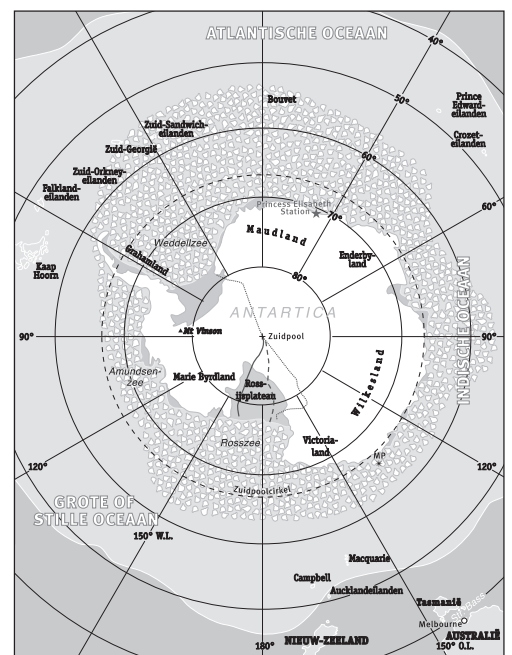 ATLANTISCHE OCEAAN
40°
50°
Bouvet
Prince
Edward-
eilanden
Zuid-Sandwich-
eilanden
Crozet-
eilanden
Zuid-Georgië
60°
Zuid-Orkney-
eilanden
Falkland-
eilanden
Princess Elisabeth
Station
70°
60°
Maudland
Weddellzee
Grahamland
Enderby-
land
Kaap
Hoorn
80°
INDISCHE OCEAAN
ANTARTICA
Mt Vinson
Zuidpool
90°
90°
Amundsen-
zee
Marie Byrdland
Ross-
ijsplateau
Wilkesland
Rosszee
Victoria-
land
MP
120°
120°
Zuidpoolcirkel
GROTE OF
STILLE OCEAAN
150° W.L.
Macquarie
Campbell
Aucklandeilanden
Tasmanië
Str. Bass
Melbourne
AUSTRALIË
NIEUW-ZEELAND
180°
150° O.L.